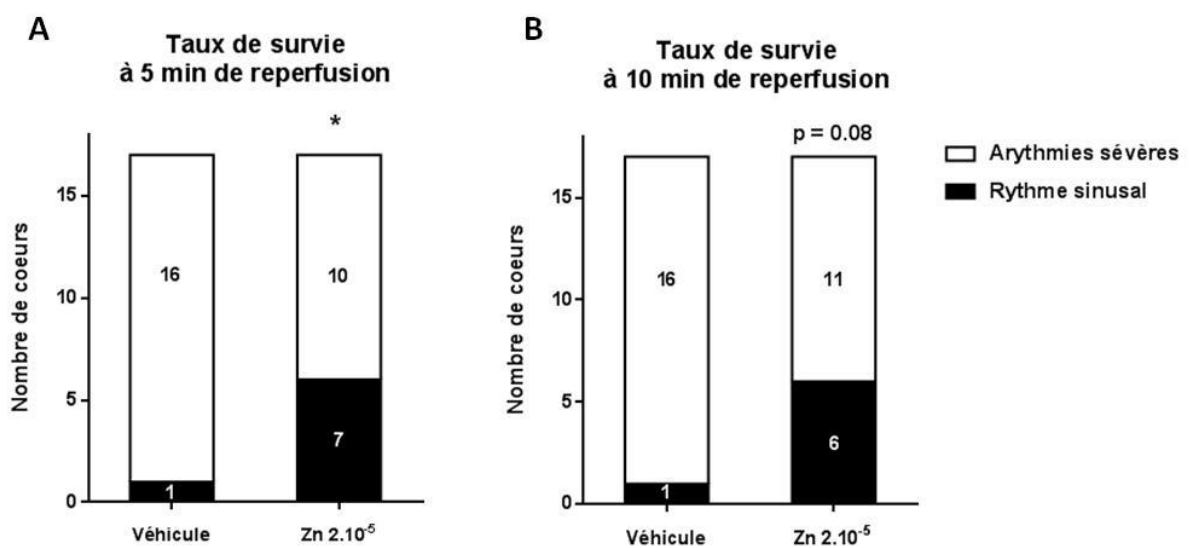 A
Taux de survie
à 5 min de reperfusion
*
Nombre de coeurs
15
10
5
0
16
1
10
7
Véhicule
Zn 2.10⁻⁵
B
Taux de survie
à 10 min de reperfusion
p = 0.08
Nombre de coeurs
15
10
5
0
16
1
11
6
Véhicule
Zn 2.10⁻⁵
Arythmies sévères
Rythme sinusal